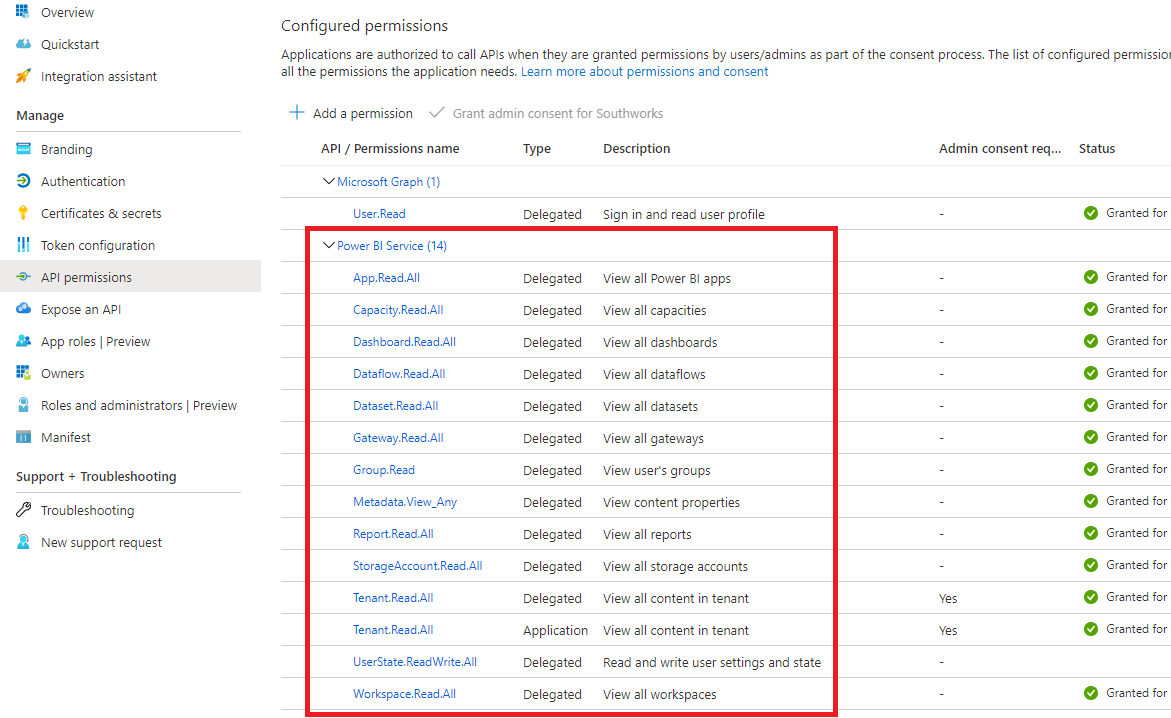 Overview
Quickstart
Integration assistant
Manage
Branding
Authentication
Certificates & secrets
Token configuration
API permissions
Expose an API
App roles | Preview
Owners
Roles and administrators | Preview
Manifest
Support + Troubleshooting
Troubleshooting
New support request
Configured permissions
Applications are authorized to call APIs when they are granted permissions by users/admins as part of the consent process. The list of configured permission
all the permissions the application needs. Learn more about permissions and consent
Add a permission Grant admin consent for Southworks
API / Permissions name Type Description Admin consent req... Status
Microsoft Graph (1)
User.Read Delegated Sign in and read user profile - Granted for
Power BI Service (14)
App.Read.All Delegated View all Power BI apps - Granted for
Capacity.Read.All Delegated View all capacities - Granted for
Dashboard.Read.All Delegated View all dashboards - Granted for
Dataflow.Read.All Delegated View all dataflows - Granted for
Dataset.Read.All Delegated View all datasets - Granted for
Gateway.Read.All Delegated View all gateways - Granted for
Group.Read Delegated View user's groups - Granted for
Metadata.View_Any Delegated View content properties - Granted for
Report.Read.All Delegated View all reports - Granted for
StorageAccount.Read.All Delegated View all storage accounts - Granted for
Tenant.Read.All Delegated View all content in tenant Yes Granted for
Tenant.Read.All Application View all content in tenant Yes Granted for
UserState.ReadWrite.All Delegated Read and write user settings and state -
Workspace.Read.All Delegated View all workspaces - Granted for